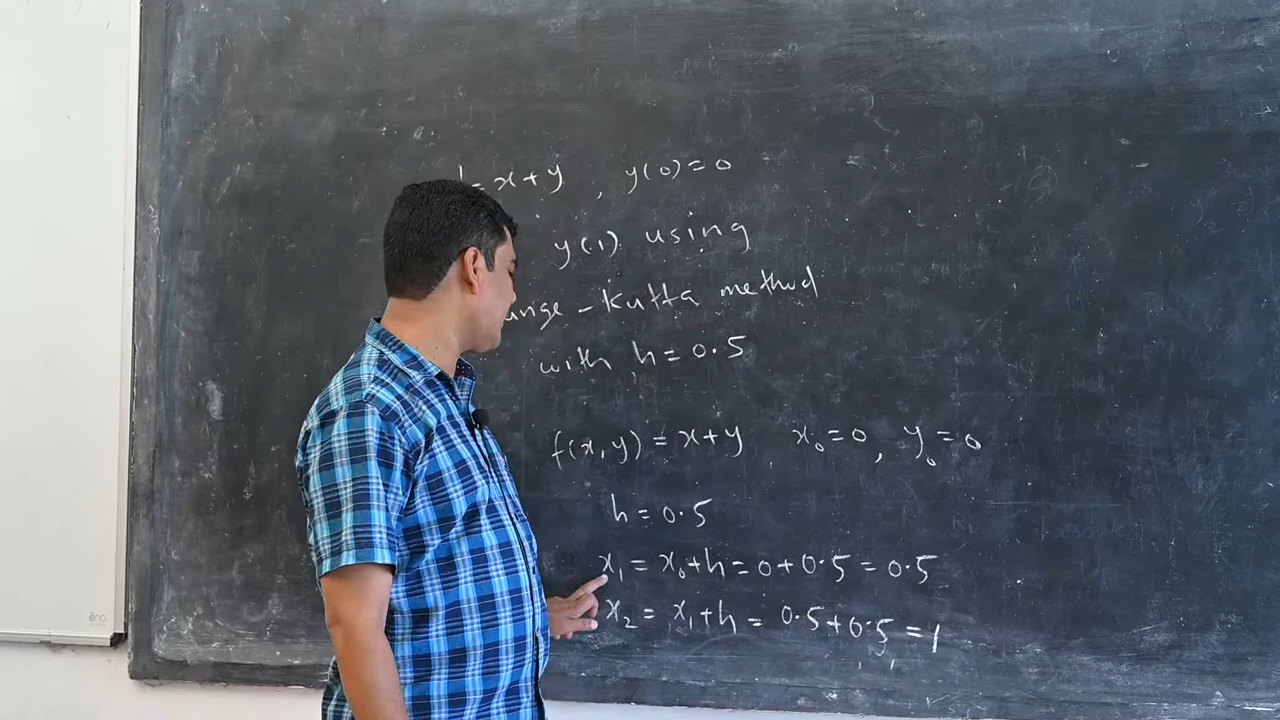 = x + y , y(0) = 0
y(1) using
unge - Kutta method
with h = 0.5
f(x, y) = x + y x₀ = 0 , y₀ = 0
h = 0.5
x₁ = x₀ + h = 0 + 0.5 = 0.5
x₂ = x₁ + h = 0.5 + 0.5 = 1
ēno